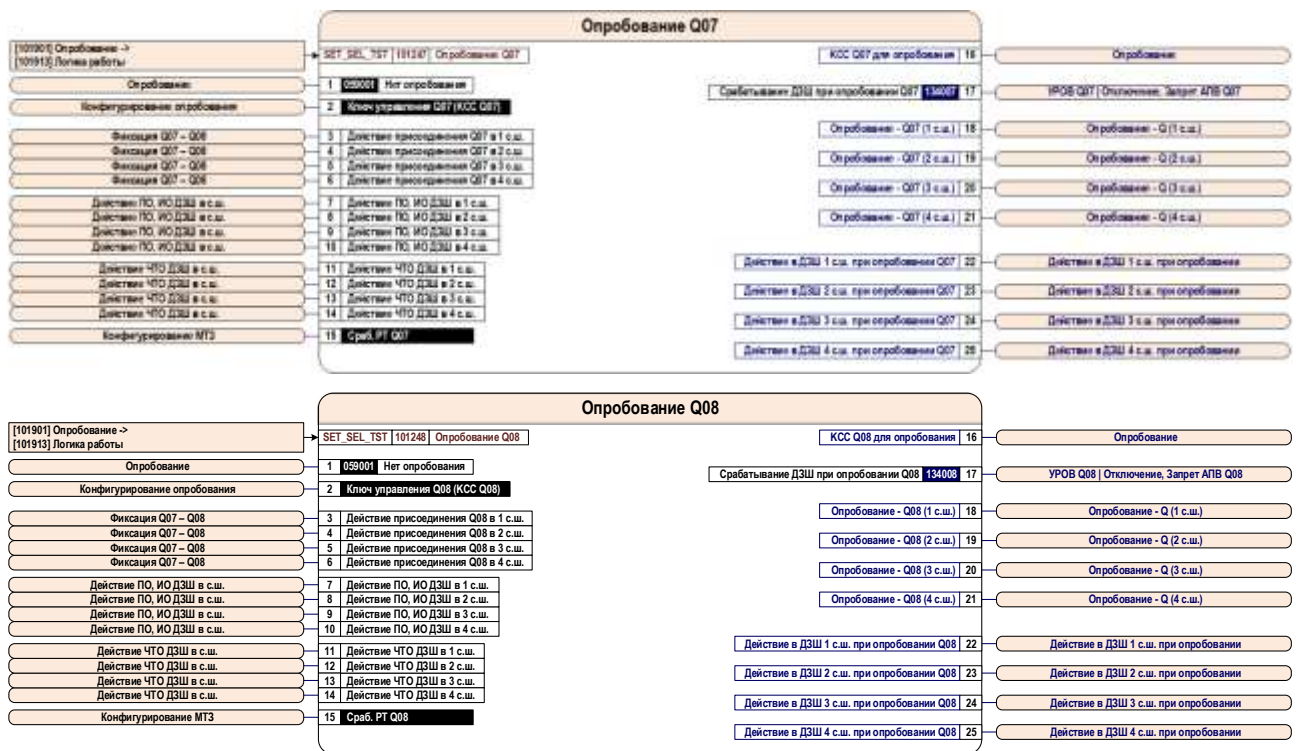 Опробование Q07
[101901] Опробование ->
[101913] Логика работы
SET_SEL_TST 101247 Опробование Q07
КСС Q07 для опробования 16 Опробование
Опробование 1 059001 Нет опробования
Срабатывание ДЗШ при опробовании Q07 134007 17 УРОВ Q07 | Отключение, Запрет АПВ Q07
Конфигурирование опробования 2 Ключ управления Q07 (КСС Q07)
Фиксация Q07 – Q08 3 Действие присоединения Q07 в 1 с.ш.
Опробование - Q07 (1 с.ш.) 18 Опробование - Q (1 с.ш.)
Фиксация Q07 – Q08 4 Действие присоединения Q07 в 2 с.ш.
Фиксация Q07 – Q08 5 Действие присоединения Q07 в 3 с.ш.
Опробование - Q07 (2 с.ш.) 19 Опробование - Q (2 с.ш.)
Фиксация Q07 – Q08 6 Действие присоединения Q07 в 4 с.ш.
Опробование - Q07 (3 с.ш.) 20 Опробование - Q (3 с.ш.)
Действие ПО, ИО ДЗШ в с.ш. 7 Действие ПО, ИО ДЗШ в 1 с.ш.
Действие ПО, ИО ДЗШ в с.ш. 8 Действие ПО, ИО ДЗШ в 2 с.ш.
Опробование - Q07 (4 с.ш.) 21 Опробование - Q (4 с.ш.)
Действие ПО, ИО ДЗШ в с.ш. 9 Действие ПО, ИО ДЗШ в 3 с.ш.
Действие ПО, ИО ДЗШ в с.ш. 10 Действие ПО, ИО ДЗШ в 4 с.ш.
Действие в ДЗШ 1 с.ш. при опробовании Q07 22 Действие в ДЗШ 1 с.ш. при опробовании
Действие ЧТО ДЗШ в с.ш. 11 Действие ЧТО ДЗШ в 1 с.ш.
Действие ЧТО ДЗШ в с.ш. 12 Действие ЧТО ДЗШ в 2 с.ш.
Действие в ДЗШ 2 с.ш. при опробовании Q07 23 Действие в ДЗШ 2 с.ш. при опробовании
Действие ЧТО ДЗШ в с.ш. 13 Действие ЧТО ДЗШ в 3 с.ш.
Действие ЧТО ДЗШ в с.ш. 14 Действие ЧТО ДЗШ в 4 с.ш.
Действие в ДЗШ 3 с.ш. при опробовании Q07 24 Действие в ДЗШ 3 с.ш. при опробовании
Конфигурирование МТЗ 15 Сраб. РТ Q07
Действие в ДЗШ 4 с.ш. при опробовании Q07 25 Действие в ДЗШ 4 с.ш. при опробовании
Опробование Q08
[101901] Опробование ->
[101913] Логика работы
SET_SEL_TST 101248 Опробование Q08
КСС Q08 для опробования 16 Опробование
Опробование 1 059001 Нет опробования
Срабатывание ДЗШ при опробовании Q08 134008 17 УРОВ Q08 | Отключение, Запрет АПВ Q08
Конфигурирование опробования 2 Ключ управления Q08 (КСС Q08)
Фиксация Q07 – Q08 3 Действие присоединения Q08 в 1 с.ш.
Опробование - Q08 (1 с.ш.) 18 Опробование - Q (1 с.ш.)
Фиксация Q07 – Q08 4 Действие присоединения Q08 в 2 с.ш.
Фиксация Q07 – Q08 5 Действие присоединения Q08 в 3 с.ш.
Опробование - Q08 (2 с.ш.) 19 Опробование - Q (2 с.ш.)
Фиксация Q07 – Q08 6 Действие присоединения Q08 в 4 с.ш.
Опробование - Q08 (3 с.ш.) 20 Опробование - Q (3 с.ш.)
Действие ПО, ИО ДЗШ в с.ш. 7 Действие ПО, ИО ДЗШ в 1 с.ш.
Действие ПО, ИО ДЗШ в с.ш. 8 Действие ПО, ИО ДЗШ в 2 с.ш.
Опробование - Q08 (4 с.ш.) 21 Опробование - Q (4 с.ш.)
Действие ПО, ИО ДЗШ в с.ш. 9 Действие ПО, ИО ДЗШ в 3 с.ш.
Действие ПО, ИО ДЗШ в с.ш. 10 Действие ПО, ИО ДЗШ в 4 с.ш.
Действие в ДЗШ 1 с.ш. при опробовании Q08 22 Действие в ДЗШ 1 с.ш. при опробовании
Действие ЧТО ДЗШ в с.ш. 11 Действие ЧТО ДЗШ в 1 с.ш.
Действие ЧТО ДЗШ в с.ш. 12 Действие ЧТО ДЗШ в 2 с.ш.
Действие в ДЗШ 2 с.ш. при опробовании Q08 23 Действие в ДЗШ 2 с.ш. при опробовании
Действие ЧТО ДЗШ в с.ш. 13 Действие ЧТО ДЗШ в 3 с.ш.
Действие ЧТО ДЗШ в с.ш. 14 Действие ЧТО ДЗШ в 4 с.ш.
Действие в ДЗШ 3 с.ш. при опробовании Q08 24 Действие в ДЗШ 3 с.ш. при опробовании
Конфигурирование МТЗ 15 Сраб. РТ Q08
Действие в ДЗШ 4 с.ш. при опробовании Q08 25 Действие в ДЗШ 4 с.ш. при опробовании